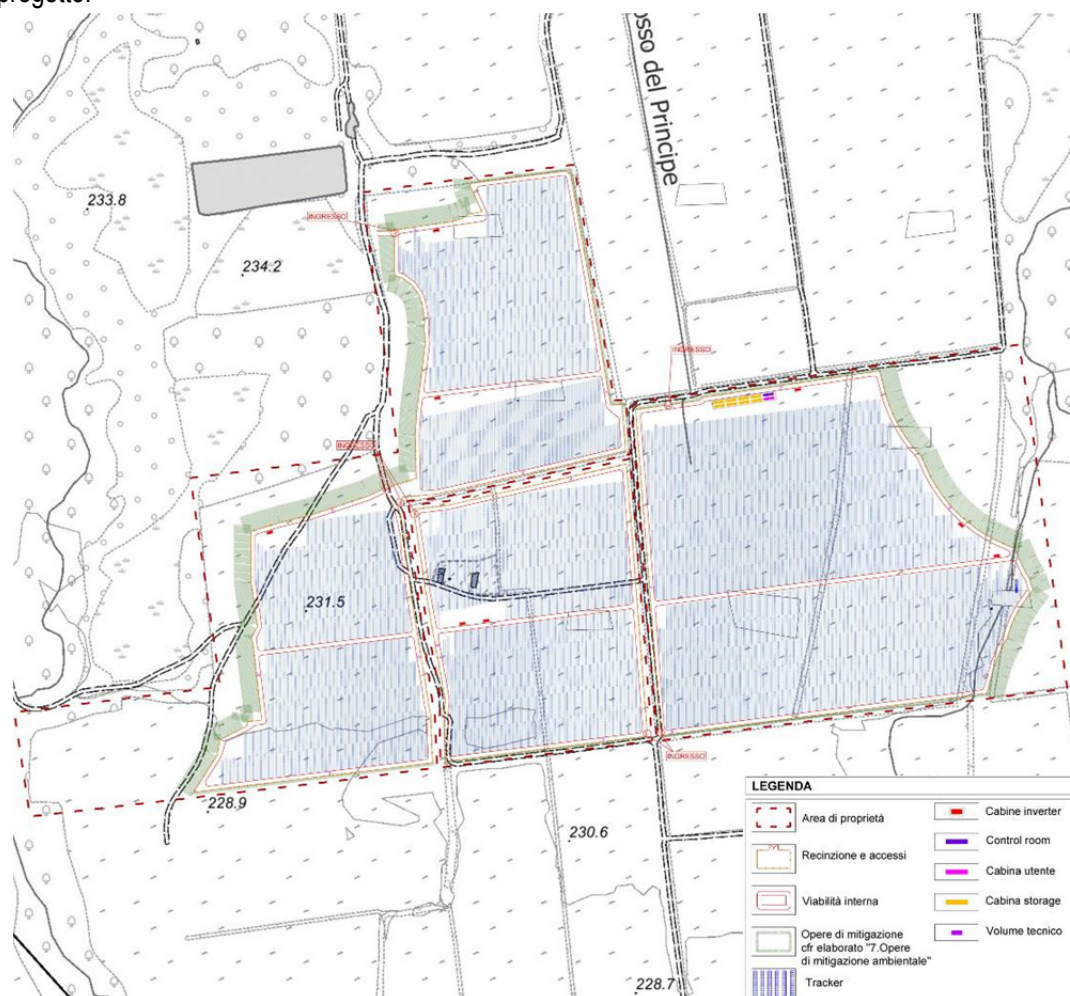 progetto.
osso del Principe
233.8
INGRESSO
234.2
INGRESSO
INGRESSO
231.5
INGRESSO
228.9
230.6
228.7
LEGENDA
Area di proprietà
Recinzione e accessi
Viabilità interna
Opere di mitigazione
cfr elaborato "7.Opere
di mitigazione ambientale"
Tracker
Cabine inverter
Control room
Cabina utente
Cabina storage
Volume tecnico